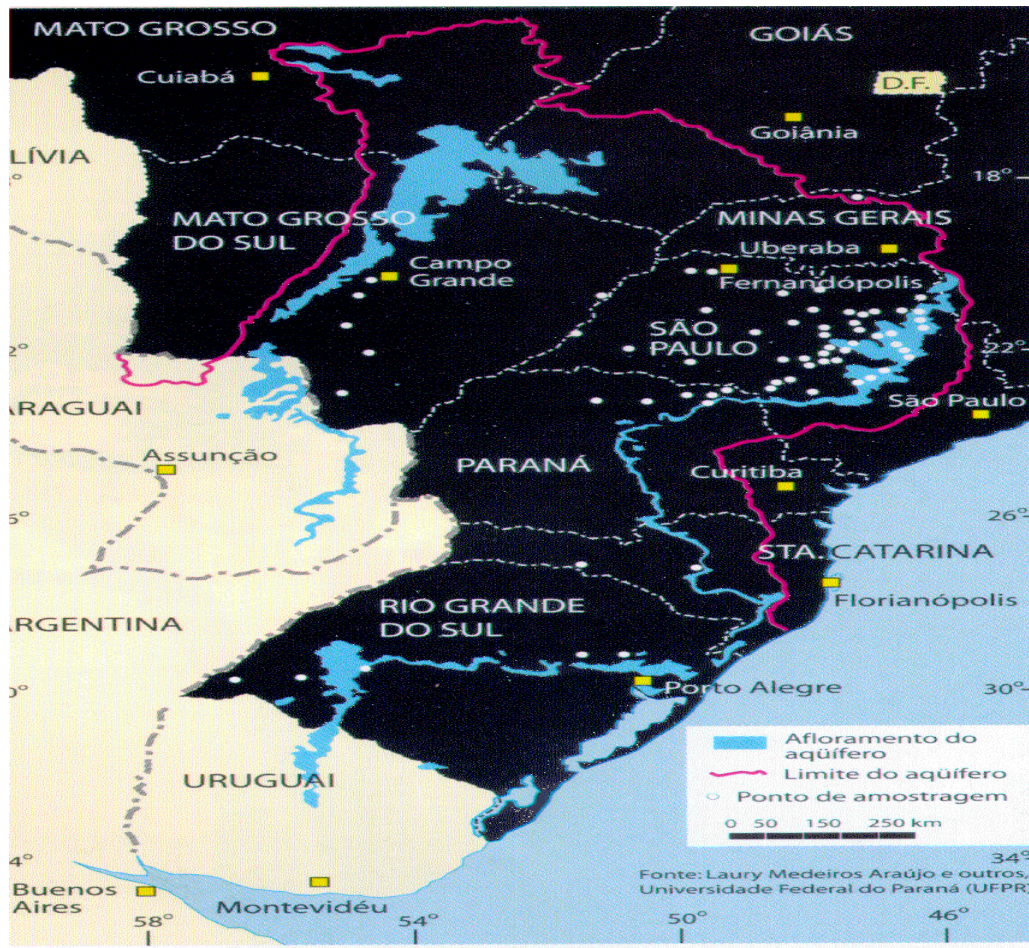 MATO GROSSO
GOIÁS
Cuiabá
D.F.
Goiânia
LÍVIA
18°
MATO GROSSO
DO SUL
MINAS GERAIS
Uberaba
Campo
Grande
Fernandópolis
SÃO
PAULO
2°
22°
ARAGUAI
São Paulo
Assunção
PARANÁ
Curitiba
26°
STA. CATARINA
RIO GRANDE
DO SUL
Florianópolis
ARGENTINA
0°
Porto Alegre
30°
URUGUAI
Afloramento do
aqüífero
Limite do aqüífero
Ponto de amostragem
0 50 150 250 km
4°
34°
Fonte: Laury Medeiros Araújo e outros,
Universidade Federal do Paraná (UFPR)
Buenos
Aires
Montevidéu
58°
54°
50°
46°